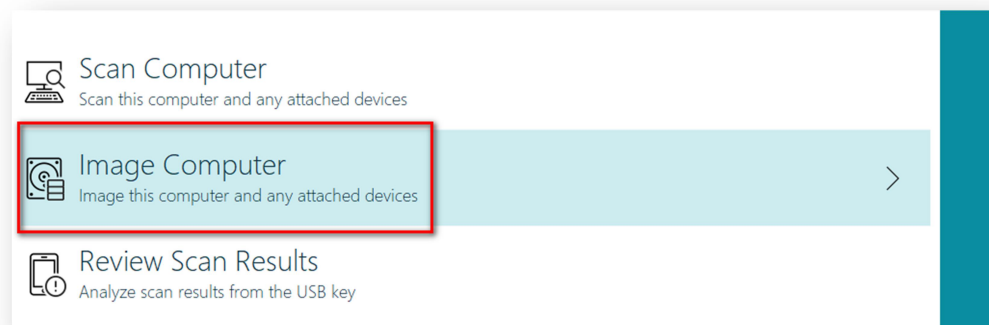 Scan Computer
Scan this computer and any attached devices
Image Computer
Image this computer and any attached devices
Review Scan Results
Analyze scan results from the USB key